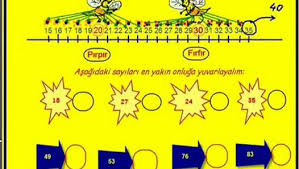 40
15 16 17 18 19 20 21 22 23 24 25 26 27 28 29 30 31 32 33 34 35
Pırpır Fırfır
Aşağıdaki sayıları en yakın onluğa yuvarlayalım:
18 27 24 35
49 53 76 83